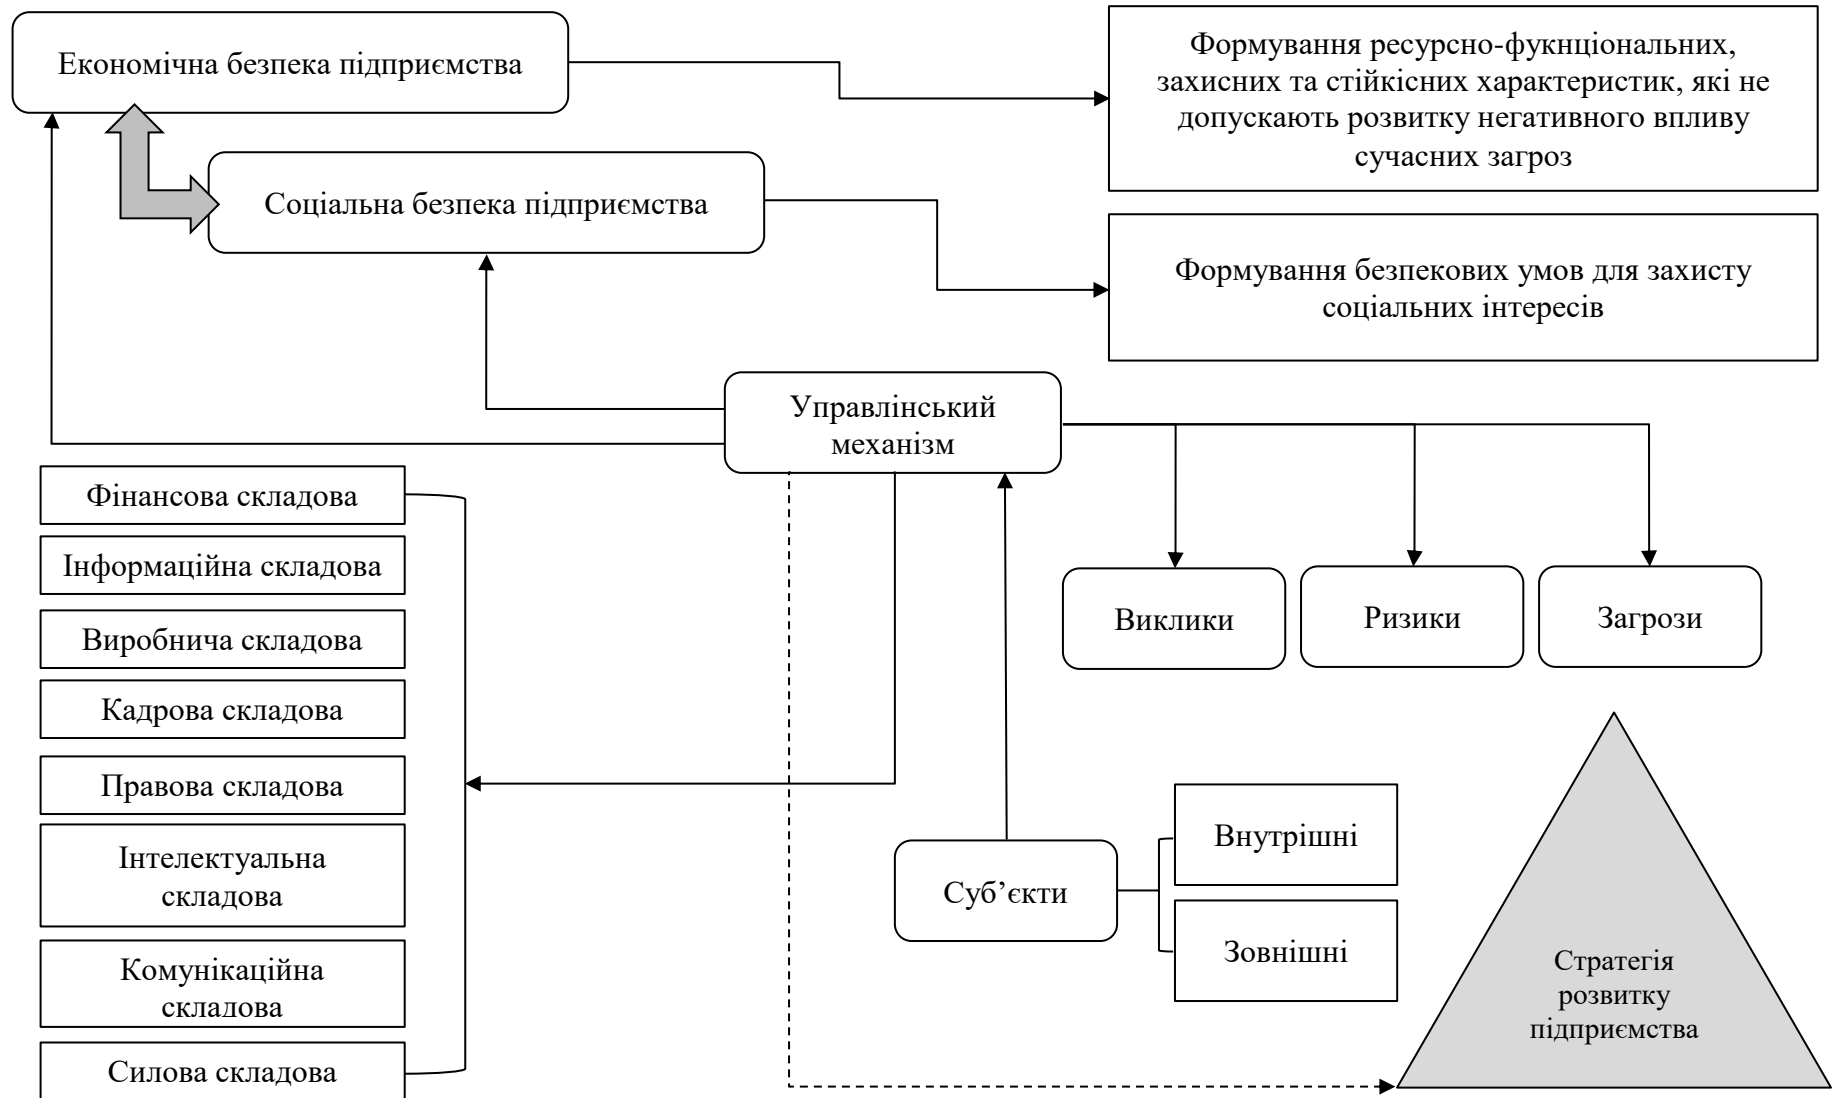 Економічна безпека підприємства
Формування ресурсно-фукнціональних,
захисних та стійкісних характеристик, які не
допускають розвитку негативного впливу
сучасних загроз
Соціальна безпека підприємства
Формування безпекових умов для захисту
соціальних інтересів
Управлінський
механізм
Фінансова складова
Інформаційна складова
Виробнича складова
Кадрова складова
Правова складова
Інтелектуальна
складова
Комунікаційна
складова
Силова складова
Виклики
Ризики
Загрози
Суб’єкти
Внутрішні
Зовнішні
Стратегія
розвитку
підприємства